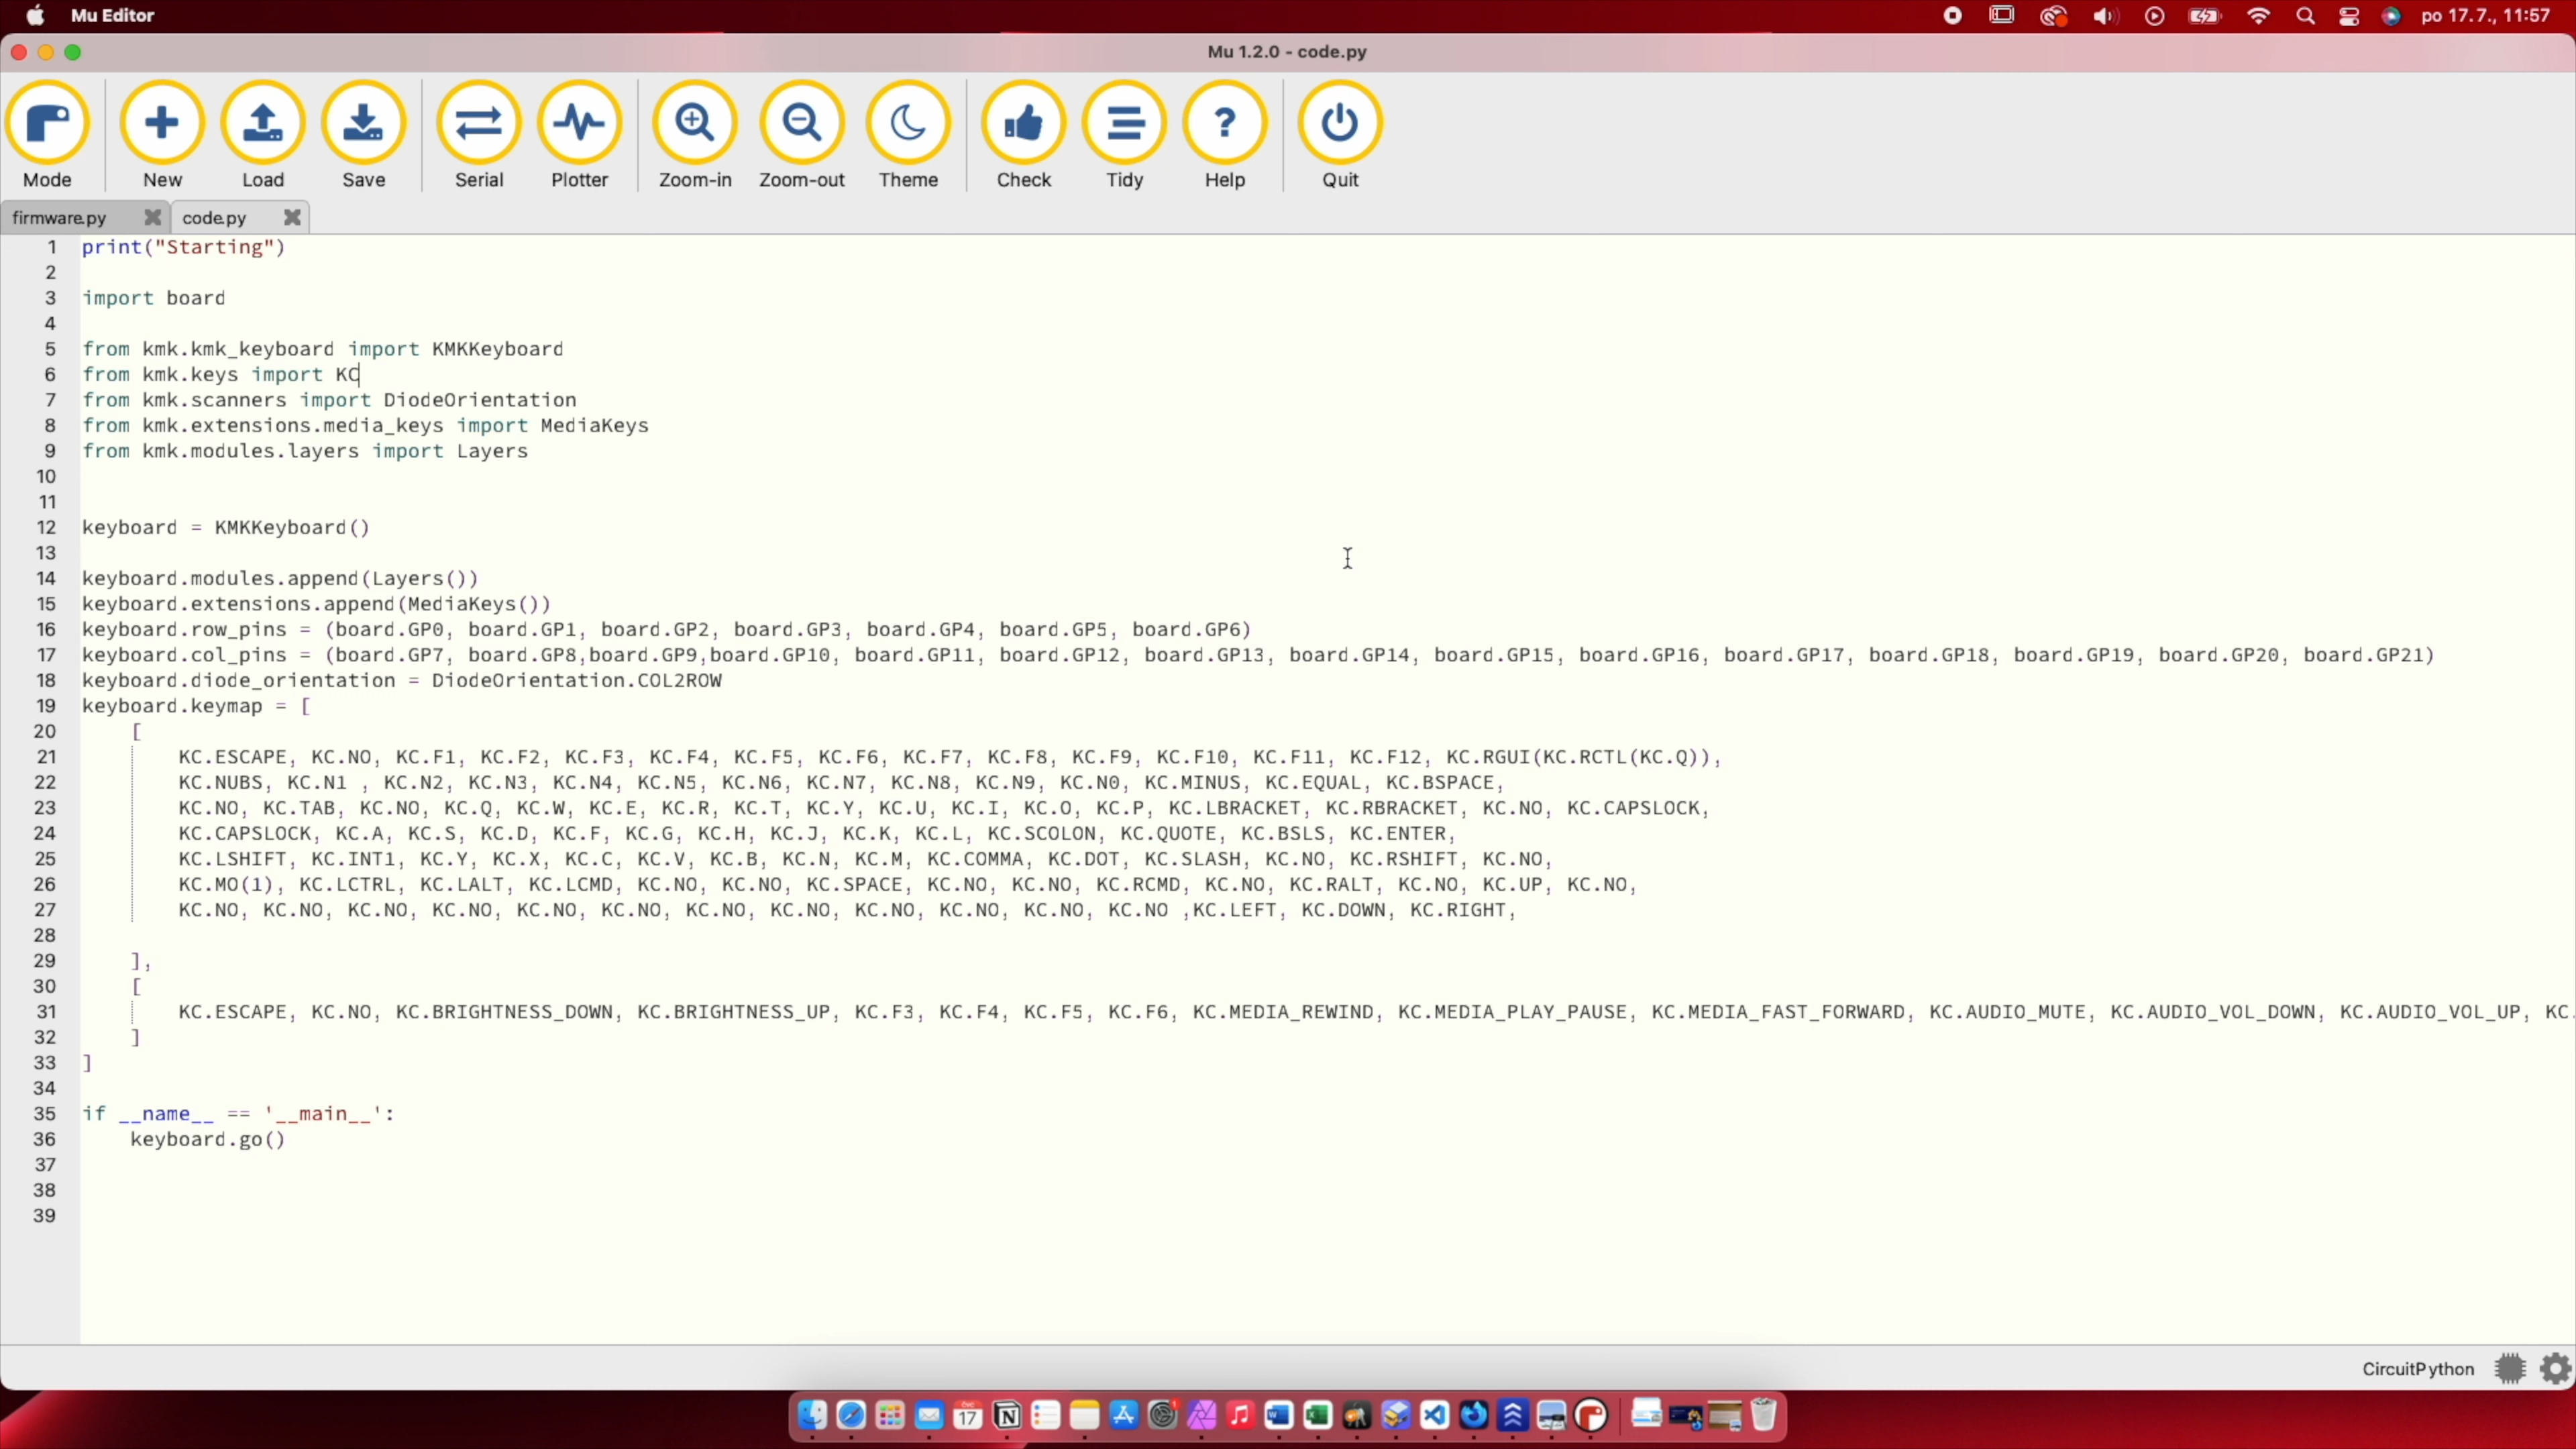 Mu Editor
po 17.7., 11:57
Mu 1.2.0 - code.py
Mode New Load Save Serial Plotter Zoom-in Zoom-out Theme Check Tidy Help Quit
firmware.py code.py
1 print("Starting")
2
3 import board
4
5 from kmk.kmk_keyboard import KMKKeyboard
6 from kmk.keys import KC
7 from kmk.scanners import DiodeOrientation
8 from kmk.extensions.media_keys import MediaKeys
9 from kmk.modules.layers import Layers
10
11
12 keyboard = KMKKeyboard()
13
14 keyboard.modules.append(Layers())
15 keyboard.extensions.append(MediaKeys())
16 keyboard.row_pins = (board.GP0, board.GP1, board.GP2, board.GP3, board.GP4, board.GP5, board.GP6)
17 keyboard.col_pins = (board.GP7, board.GP8,board.GP9,board.GP10, board.GP11, board.GP12, board.GP13, board.GP14, board.GP15, board.GP16, board.GP17, board.GP18, board.GP19, board.GP20, board.GP21)
18 keyboard.diode_orientation = DiodeOrientation.COL2ROW
19 keyboard.keymap = [
20 [
21 KC.ESCAPE, KC.NO, KC.F1, KC.F2, KC.F3, KC.F4, KC.F5, KC.F6, KC.F7, KC.F8, KC.F9, KC.F10, KC.F11, KC.F12, KC.RGUI(KC.RCTL(KC.Q)),
22 KC.NUBS, KC.N1 , KC.N2, KC.N3, KC.N4, KC.N5, KC.N6, KC.N7, KC.N8, KC.N9, KC.N0, KC.MINUS, KC.EQUAL, KC.BSPACE,
23 KC.NO, KC.TAB, KC.NO, KC.Q, KC.W, KC.E, KC.R, KC.T, KC.Y, KC.U, KC.I, KC.O, KC.P, KC.LBRACKET, KC.RBRACKET, KC.NO, KC.CAPSLOCK,
24 KC.CAPSLOCK, KC.A, KC.S, KC.D, KC.F, KC.G, KC.H, KC.J, KC.K, KC.L, KC.SCOLON, KC.QUOTE, KC.BSLS, KC.ENTER,
25 KC.LSHIFT, KC.INT1, KC.Y, KC.X, KC.C, KC.V, KC.B, KC.N, KC.M, KC.COMMA, KC.DOT, KC.SLASH, KC.NO, KC.RSHIFT, KC.NO,
26 KC.MO(1), KC.LCTRL, KC.LALT, KC.LCMD, KC.NO, KC.NO, KC.SPACE, KC.NO, KC.NO, KC.RCMD, KC.NO, KC.RALT, KC.NO, KC.UP, KC.NO,
27 KC.NO, KC.NO, KC.NO, KC.NO, KC.NO, KC.NO, KC.NO, KC.NO, KC.NO, KC.NO, KC.NO, KC.NO ,KC.LEFT, KC.DOWN, KC.RIGHT,
28
29 ],
30 [
31 KC.ESCAPE, KC.NO, KC.BRIGHTNESS_DOWN, KC.BRIGHTNESS_UP, KC.F3, KC.F4, KC.F5, KC.F6, KC.MEDIA_REWIND, KC.MEDIA_PLAY_PAUSE, KC.MEDIA_FAST_FORWARD, KC.AUDIO_MUTE, KC.AUDIO_VOL_DOWN, KC.AUDIO_VOL_UP, KC.
32 ]
33 ]
34
35 if __name__ == '__main__':
36 keyboard.go()
37
38
39
CircuitPython
17